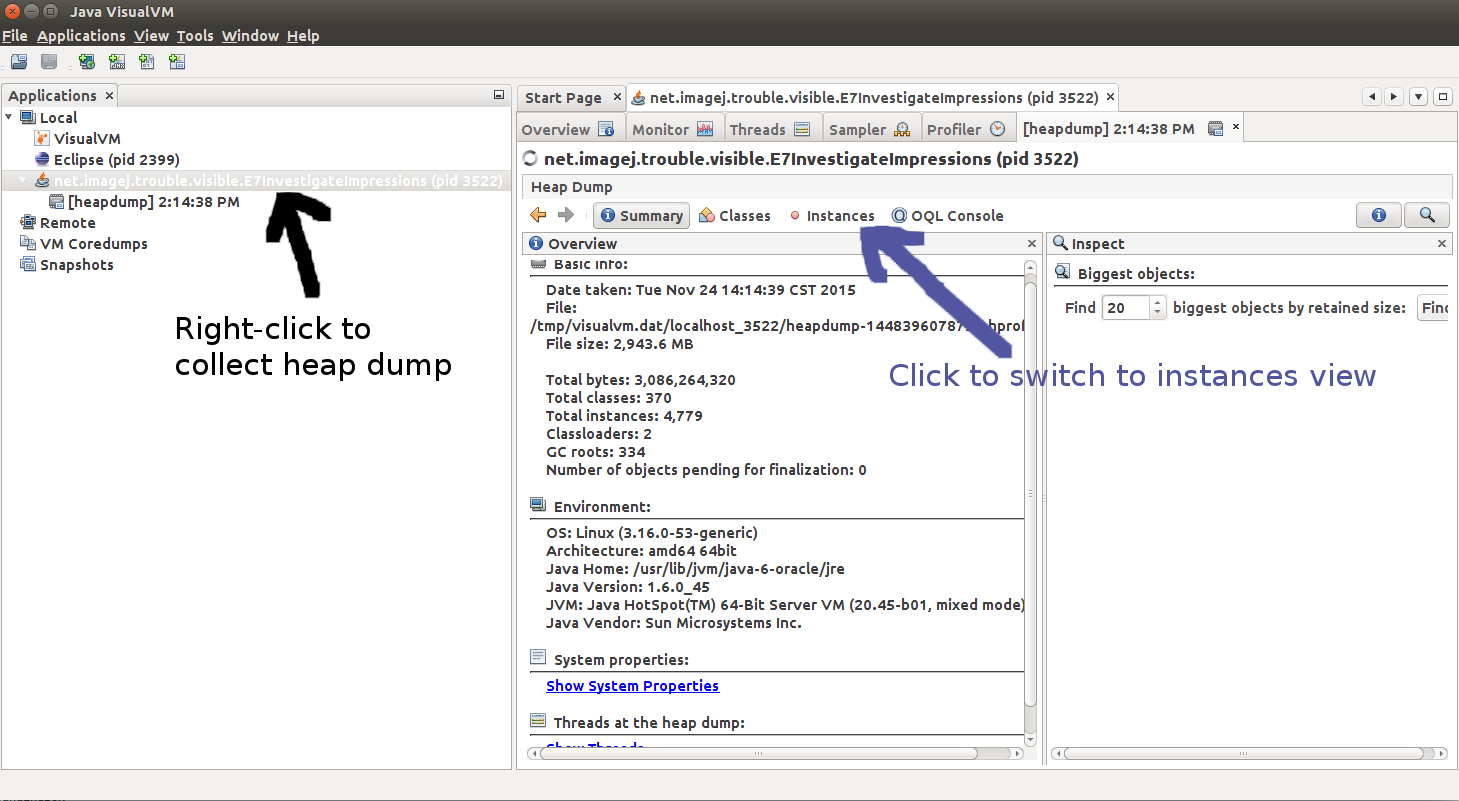 Java VisualVM
File Applications View Tools Window Help
Applications
Local
VisualVM
Eclipse (pid 2399)
net.imagej.trouble.visible.E7InvestigateImpressions (pid 3522)
[heapdump] 2:14:38 PM
Remote
VM Coredumps
Snapshots
Right-click to
collect heap dump
Start Page
net.imagej.trouble.visible.E7InvestigateImpressions (pid 3522)
Overview Monitor Threads Sampler Profiler [heapdump] 2:14:38 PM
net.imagej.trouble.visible.E7InvestigateImpressions (pid 3522)
Heap Dump
Summary Classes Instances OQL Console
Overview
Basic info:
Date taken: Tue Nov 24 14:14:39 CST 2015
File:
/tmp/visualvm.dat/localhost_3522/heapdump-14483960787
File size: 2,943.6 MB
Total bytes: 3,086,264,320
Total classes: 370
Total instances: 4,779
Classloaders: 2
GC roots: 334
Number of objects pending for finalization: 0
Environment:
OS: Linux (3.16.0-53-generic)
Architecture: amd64 64bit
Java Home: /usr/lib/jvm/java-6-oracle/jre
Java Version: 1.6.0_45
JVM: Java HotSpot(TM) 64-Bit Server VM (20.45-b01, mixed mode)
Java Vendor: Sun Microsystems Inc.
System properties:
Show System Properties
Threads at the heap dump:
Show Threads
Inspect
Biggest objects:
Find 20 biggest objects by retained size: Find
Click to switch to instances view